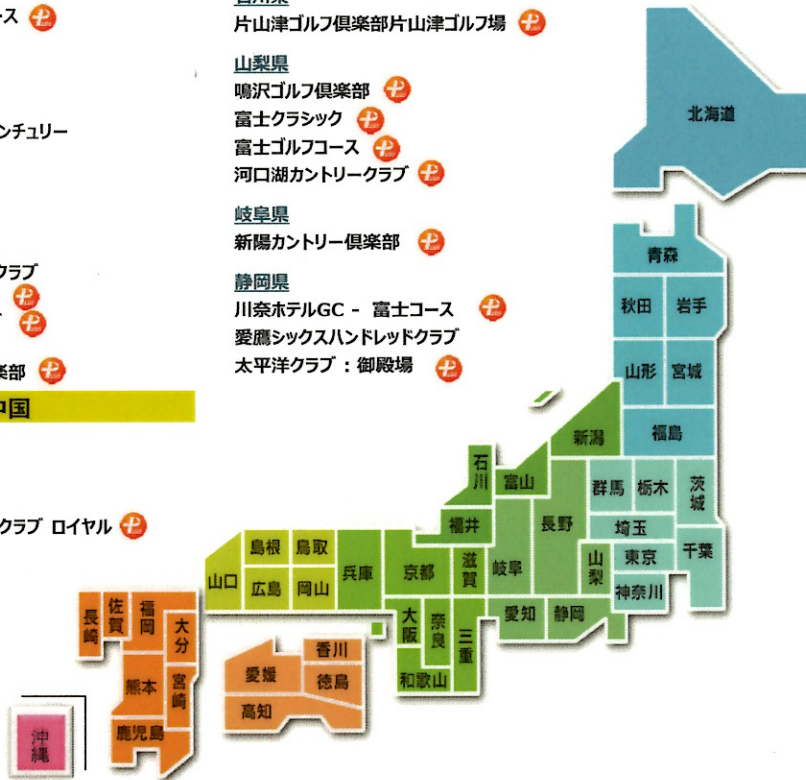 ース
ンチュリー
クラブ
楽部
中国
クラブ ロイヤル
石川県
片山津ゴルフ倶楽部片山津ゴルフ場
山梨県
鳴沢ゴルフ倶楽部
富士クラシック
富士ゴルフコース
河口湖カントリークラブ
岐阜県
新陽カントリー倶楽部
静岡県
川奈ホテルGC - 富士コース
愛鷹シックスハンドレッドクラブ
太平洋クラブ:御殿場
北海道
青森
秋田 岩手
山形 宮城
新潟 福島
石川 富山 群馬 栃木 茨城
福井 長野 埼玉
島根 鳥取 兵庫 京都 滋賀 岐阜 山梨 東京 千葉
山口 広島 岡山 神奈川
長崎 佐賀 福岡 大分 大阪 奈良 三重 愛知 静岡
香川
愛媛 徳島 和歌山
熊本 宮崎
高知
鹿児島
沖縄